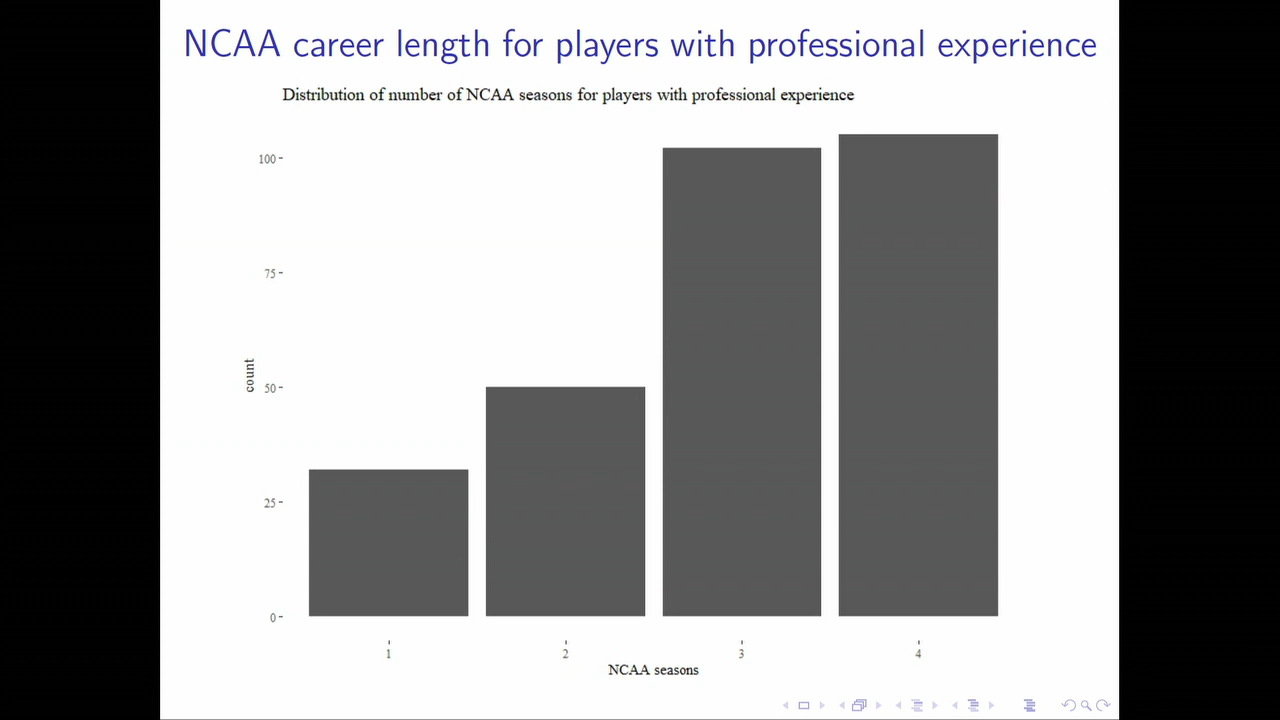 NCAA career length for players with professional experience
Distribution of number of NCAA seasons for players with professional experience
100
75
count
50
25
0
1 2 3 4
NCAA seasons